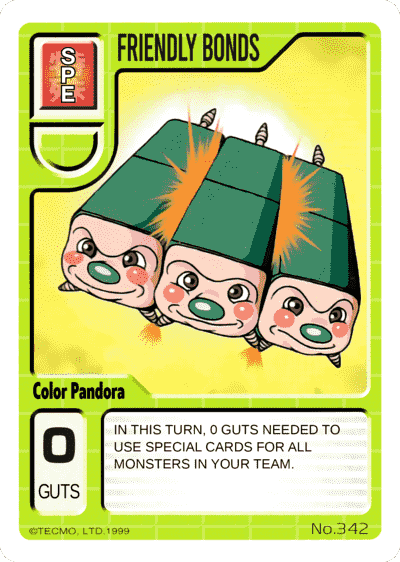 SPE
FRIENDLY BONDS
Color Pandora
0
GUTS
IN THIS TURN, 0 GUTS NEEDED TO
USE SPECIAL CARDS FOR ALL
MONSTERS IN YOUR TEAM.
©TECMO, LTD.1999
No.342